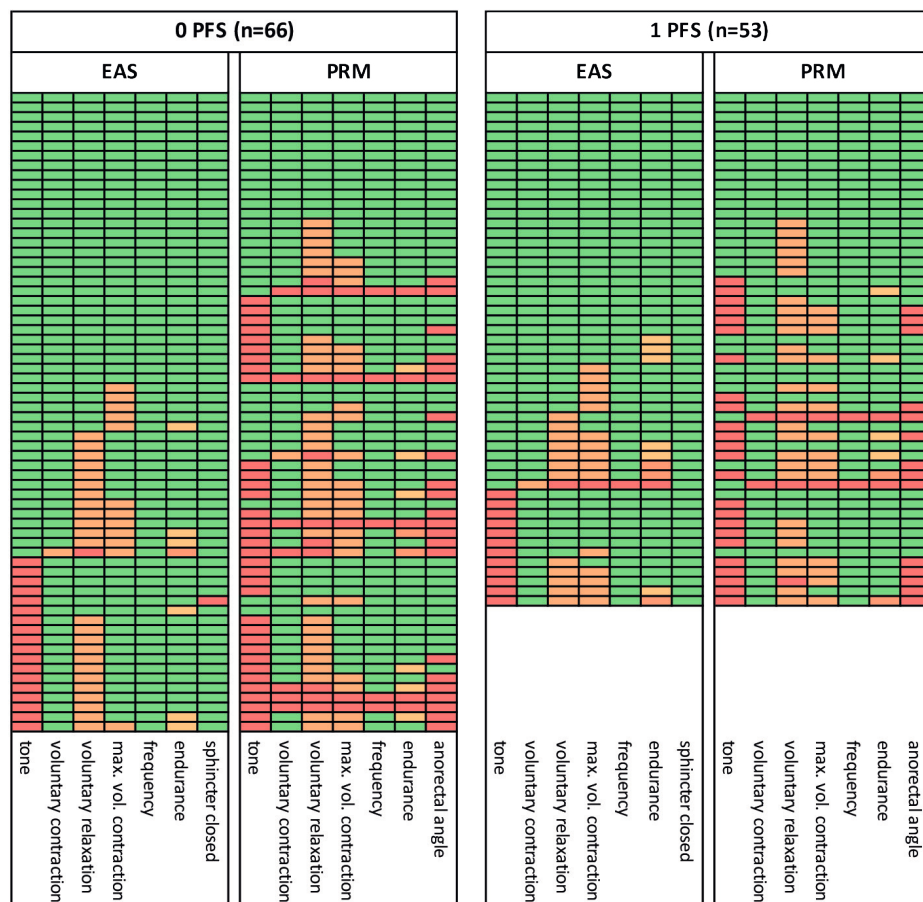 0 PFS (n=66)
EAS
PRM
tone
voluntary contraction
voluntary relaxation
max. vol. contraction
frequency
endurance
sphincter closed
tone
voluntary contraction
voluntary relaxation
max. vol. contraction
frequency
endurance
anorectal angle
1 PFS (n=53)
EAS
PRM
tone
voluntary contraction
voluntary relaxation
max. vol. contraction
frequency
endurance
sphincter closed
tone
voluntary contraction
voluntary relaxation
max. vol. contraction
frequency
endurance
anorectal angle